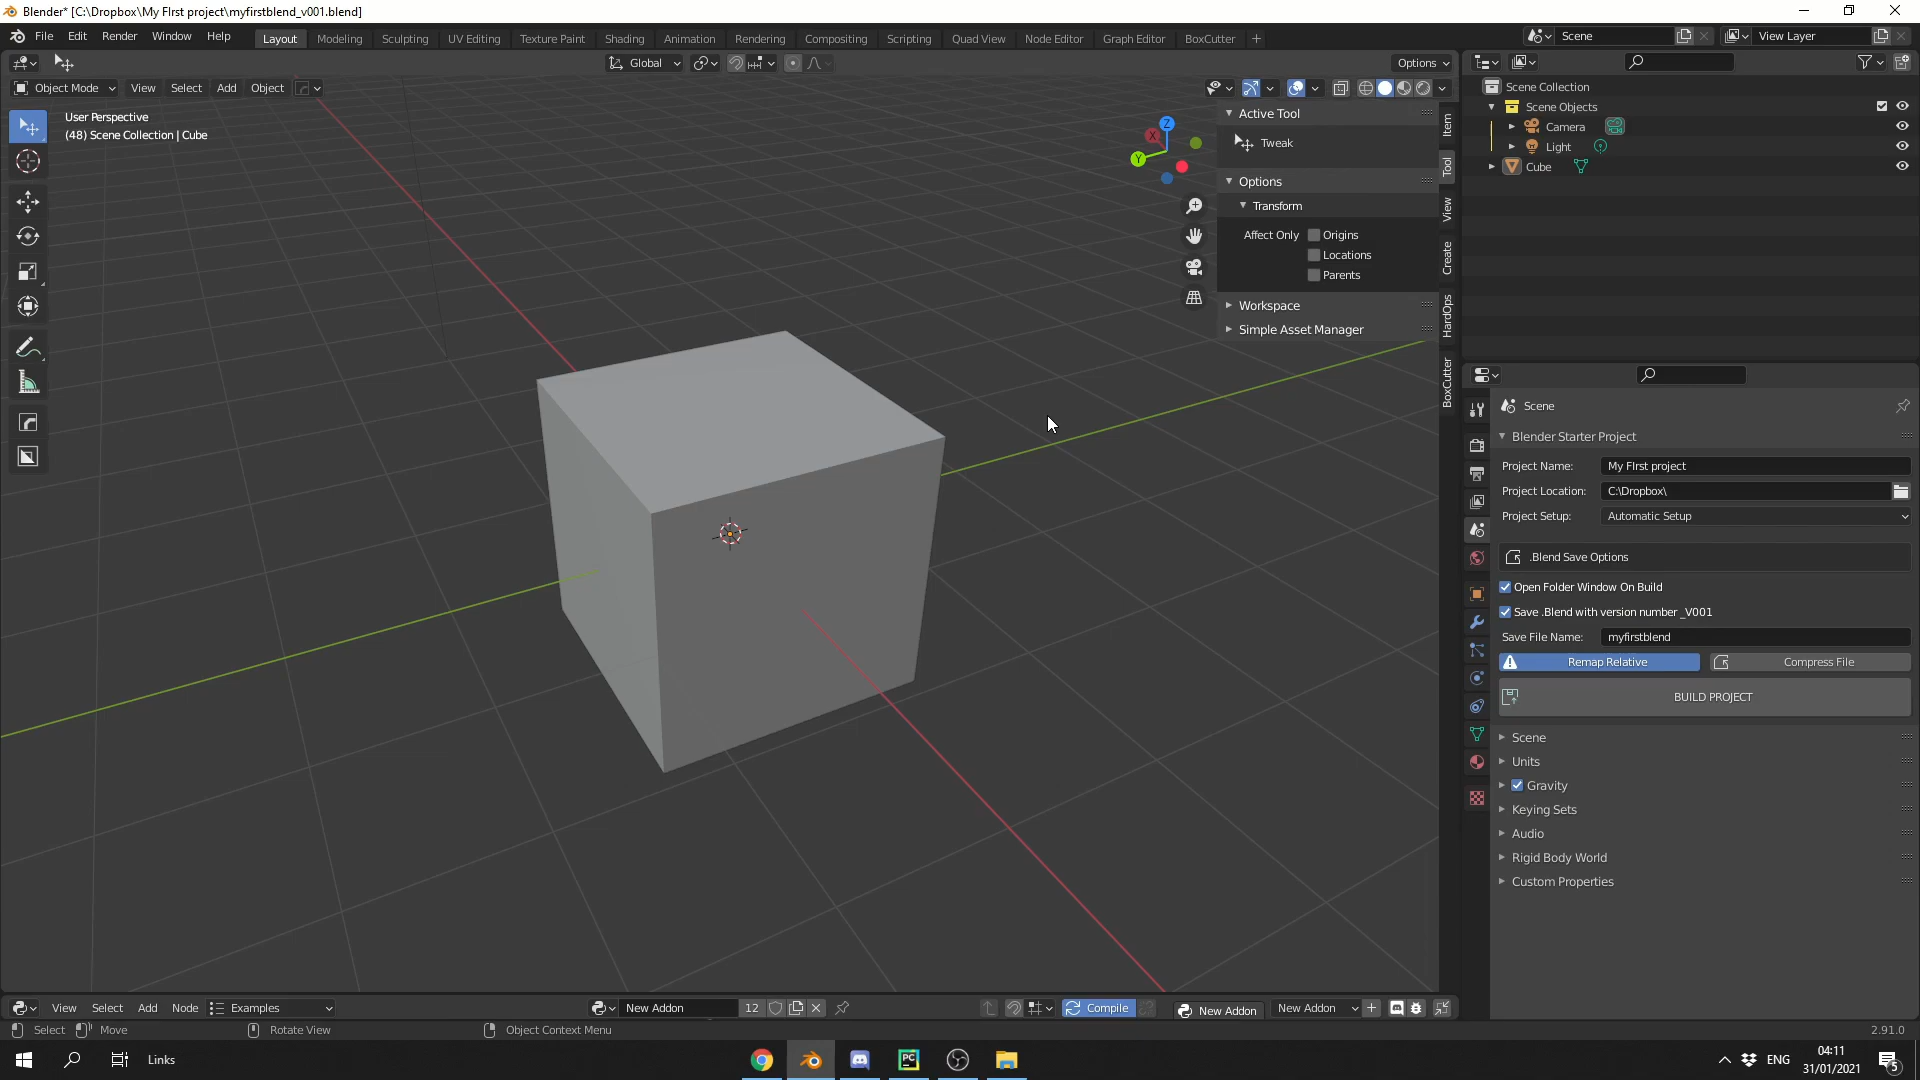 Blender* [C:\Dropbox\My FIrst project\myfirstblend_v001.blend]
File Edit Render Window Help Layout Modeling Sculpting UV Editing Texture Paint Shading Animation Rendering Compositing Scripting Quad View Node Editor Graph Editor BoxCutter + Scene View Layer
Global Options
Object Mode View Select Add Object
User Perspective
(48) Scene Collection | Cube
Z
X
Y
Active Tool
Tweak
Options
Transform
Affect Only Origins
Locations
Parents
Workspace
Simple Asset Manager
Item
Tool
View
Create
HardOps
BoxCutter
Scene Collection
Scene Objects
Camera
Light
Cube
Scene
Blender Starter Project
Project Name: My FIrst project
Project Location: C:\Dropbox\
Project Setup: Automatic Setup
.Blend Save Options
Open Folder Window On Build
Save .Blend with version number _V001
Save File Name: myfirstblend
Remap Relative Compress File
BUILD PROJECT
Scene
Units
Gravity
Keying Sets
Audio
Rigid Body World
Custom Properties
View Select Add Node Examples New Addon 12 Compile New Addon New Addon
Select Move Rotate View Object Context Menu 2.91.0
Links PC ENG 04:11
31/01/2021 5